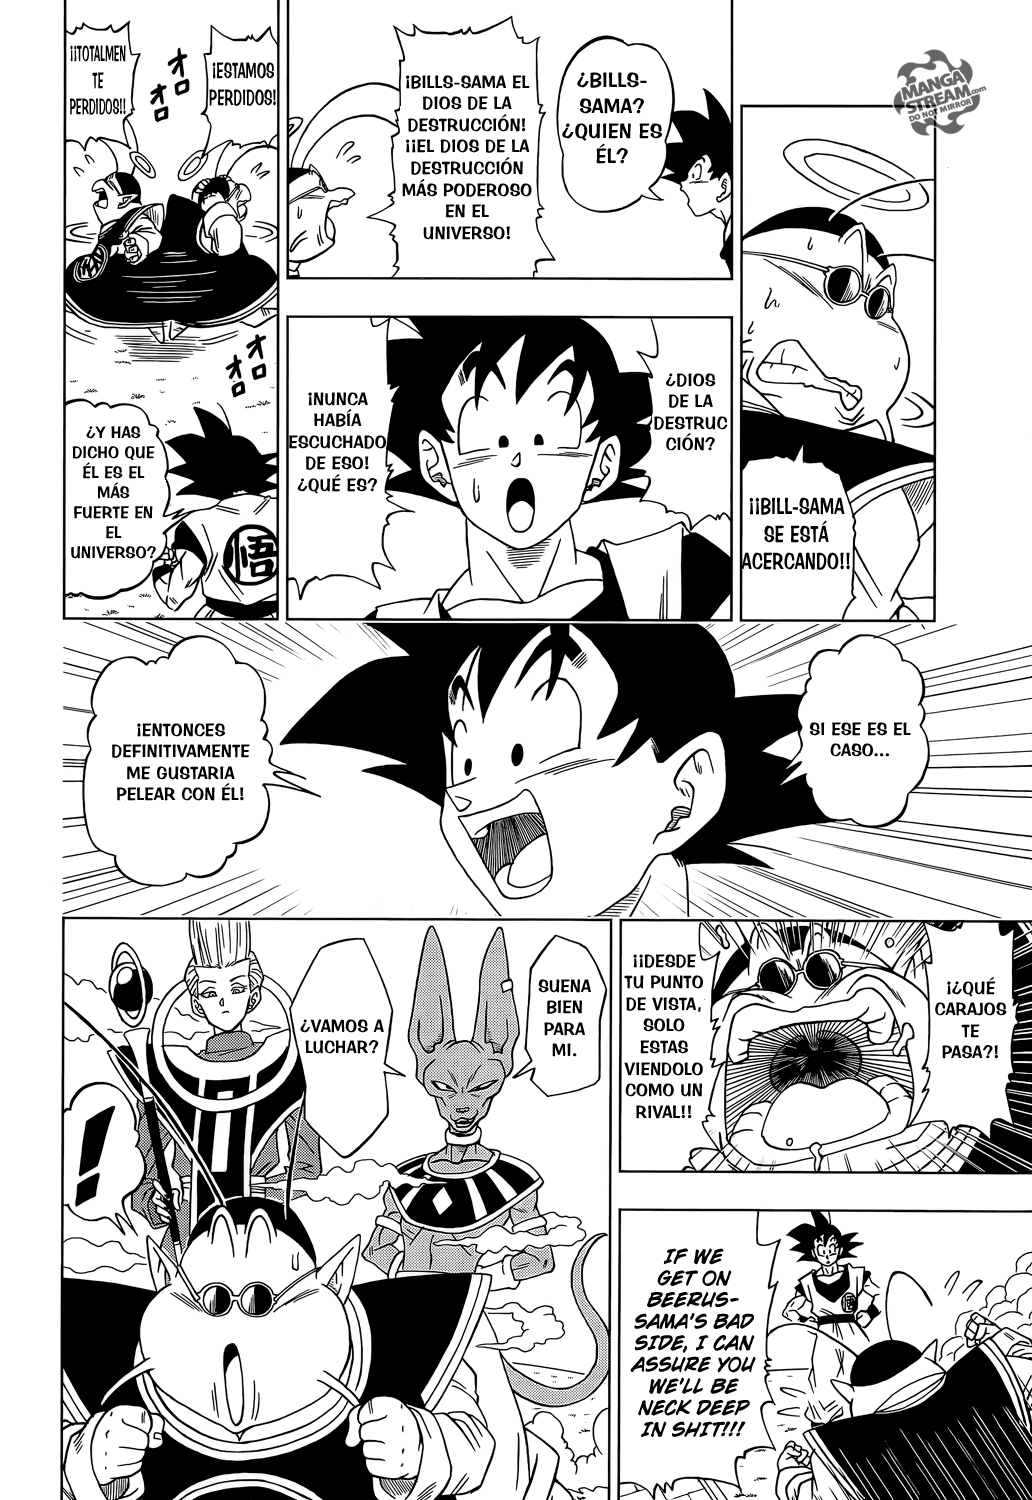 MANGA
STREAM.com
DO NOT MIRROR
¡¡BILL-SAMA
SE ESTÁ
ACERCANDO!!
¿BILLS-
SAMA?
¿QUIEN ES
ÉL?
¡BILLS-SAMA EL
DIOS DE LA
DESTRUCCIÓN!
¡¡EL DIOS DE LA
DESTRUCCIÓN
MÁS PODEROSO
EN EL
UNIVERSO!
¿DIOS
DE LA
DESTRUC
CIÓN?
¡NUNCA
HABÍA
ESCUCHADO
DE ESO!
¿QUÉ ES?
¡ESTAMOS
PERDIDOS!
オロ
オロ
¡¡TOTALMEN
TE
PERDIDOS!!
オロ
オロ
¿Y HAS
DICHO QUE
ÉL ES EL
MÁS
FUERTE EN
EL
UNIVERSO?
悟
SI ESE ES EL
CASO...
¡ENTONCES
DEFINITIVAMENTE
ME GUSTARIA
PELEAR CON ÉL!
¡¿QUÉ
CARAJOS
TE
PASA?!
¡¡DESDE
TU PUNTO
DE VISTA,
SOLO
ESTAS
VIENDOLO
COMO UN
RIVAL!!
IF WE
GET ON
BEERUS-
SAMA'S BAD
SIDE, I CAN
ASSURE YOU
WE'LL BE
NECK DEEP
IN SHIT!!!
SUENA
BIEN
PARA
MI.
¿VAMOS A
LUCHAR?
!